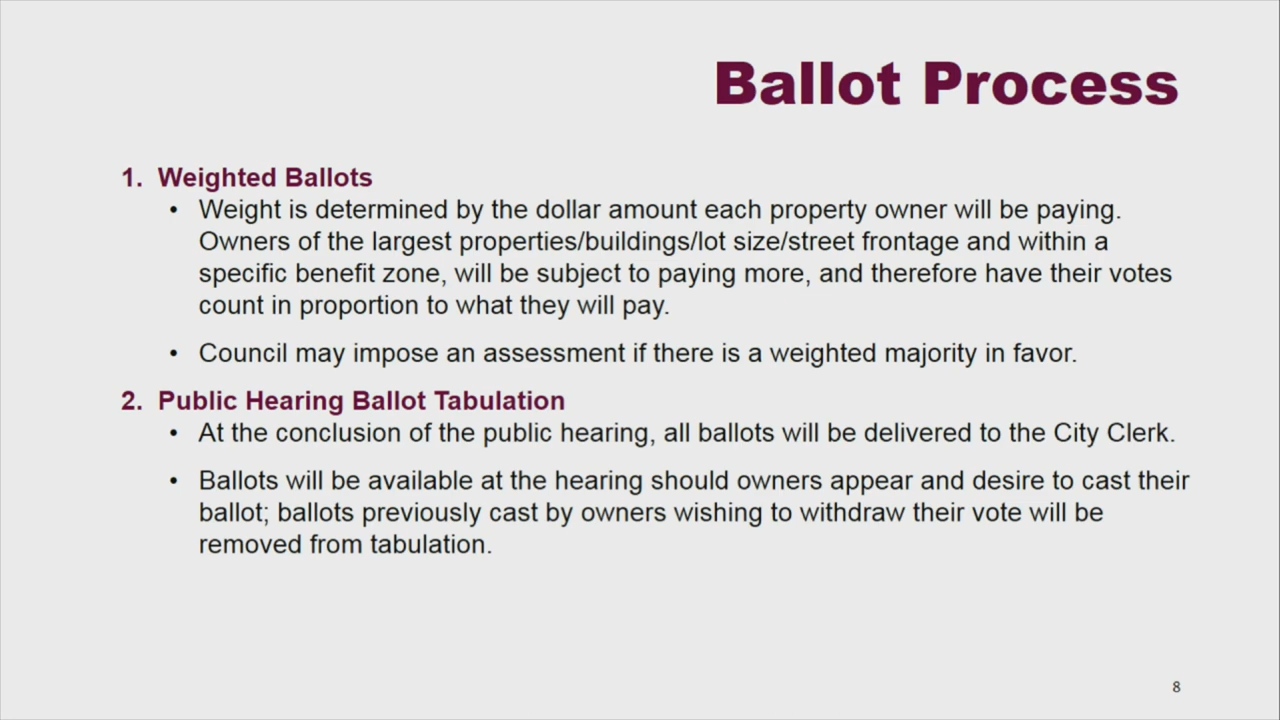 Ballot Process
1. Weighted Ballots
• Weight is determined by the dollar amount each property owner will be paying.
Owners of the largest properties/buildings/lot size/street frontage and within a
specific benefit zone, will be subject to paying more, and therefore have their votes
count in proportion to what they will pay.
• Council may impose an assessment if there is a weighted majority in favor.
2. Public Hearing Ballot Tabulation
• At the conclusion of the public hearing, all ballots will be delivered to the City Clerk.
• Ballots will be available at the hearing should owners appear and desire to cast their
ballot; ballots previously cast by owners wishing to withdraw their vote will be
removed from tabulation.
8